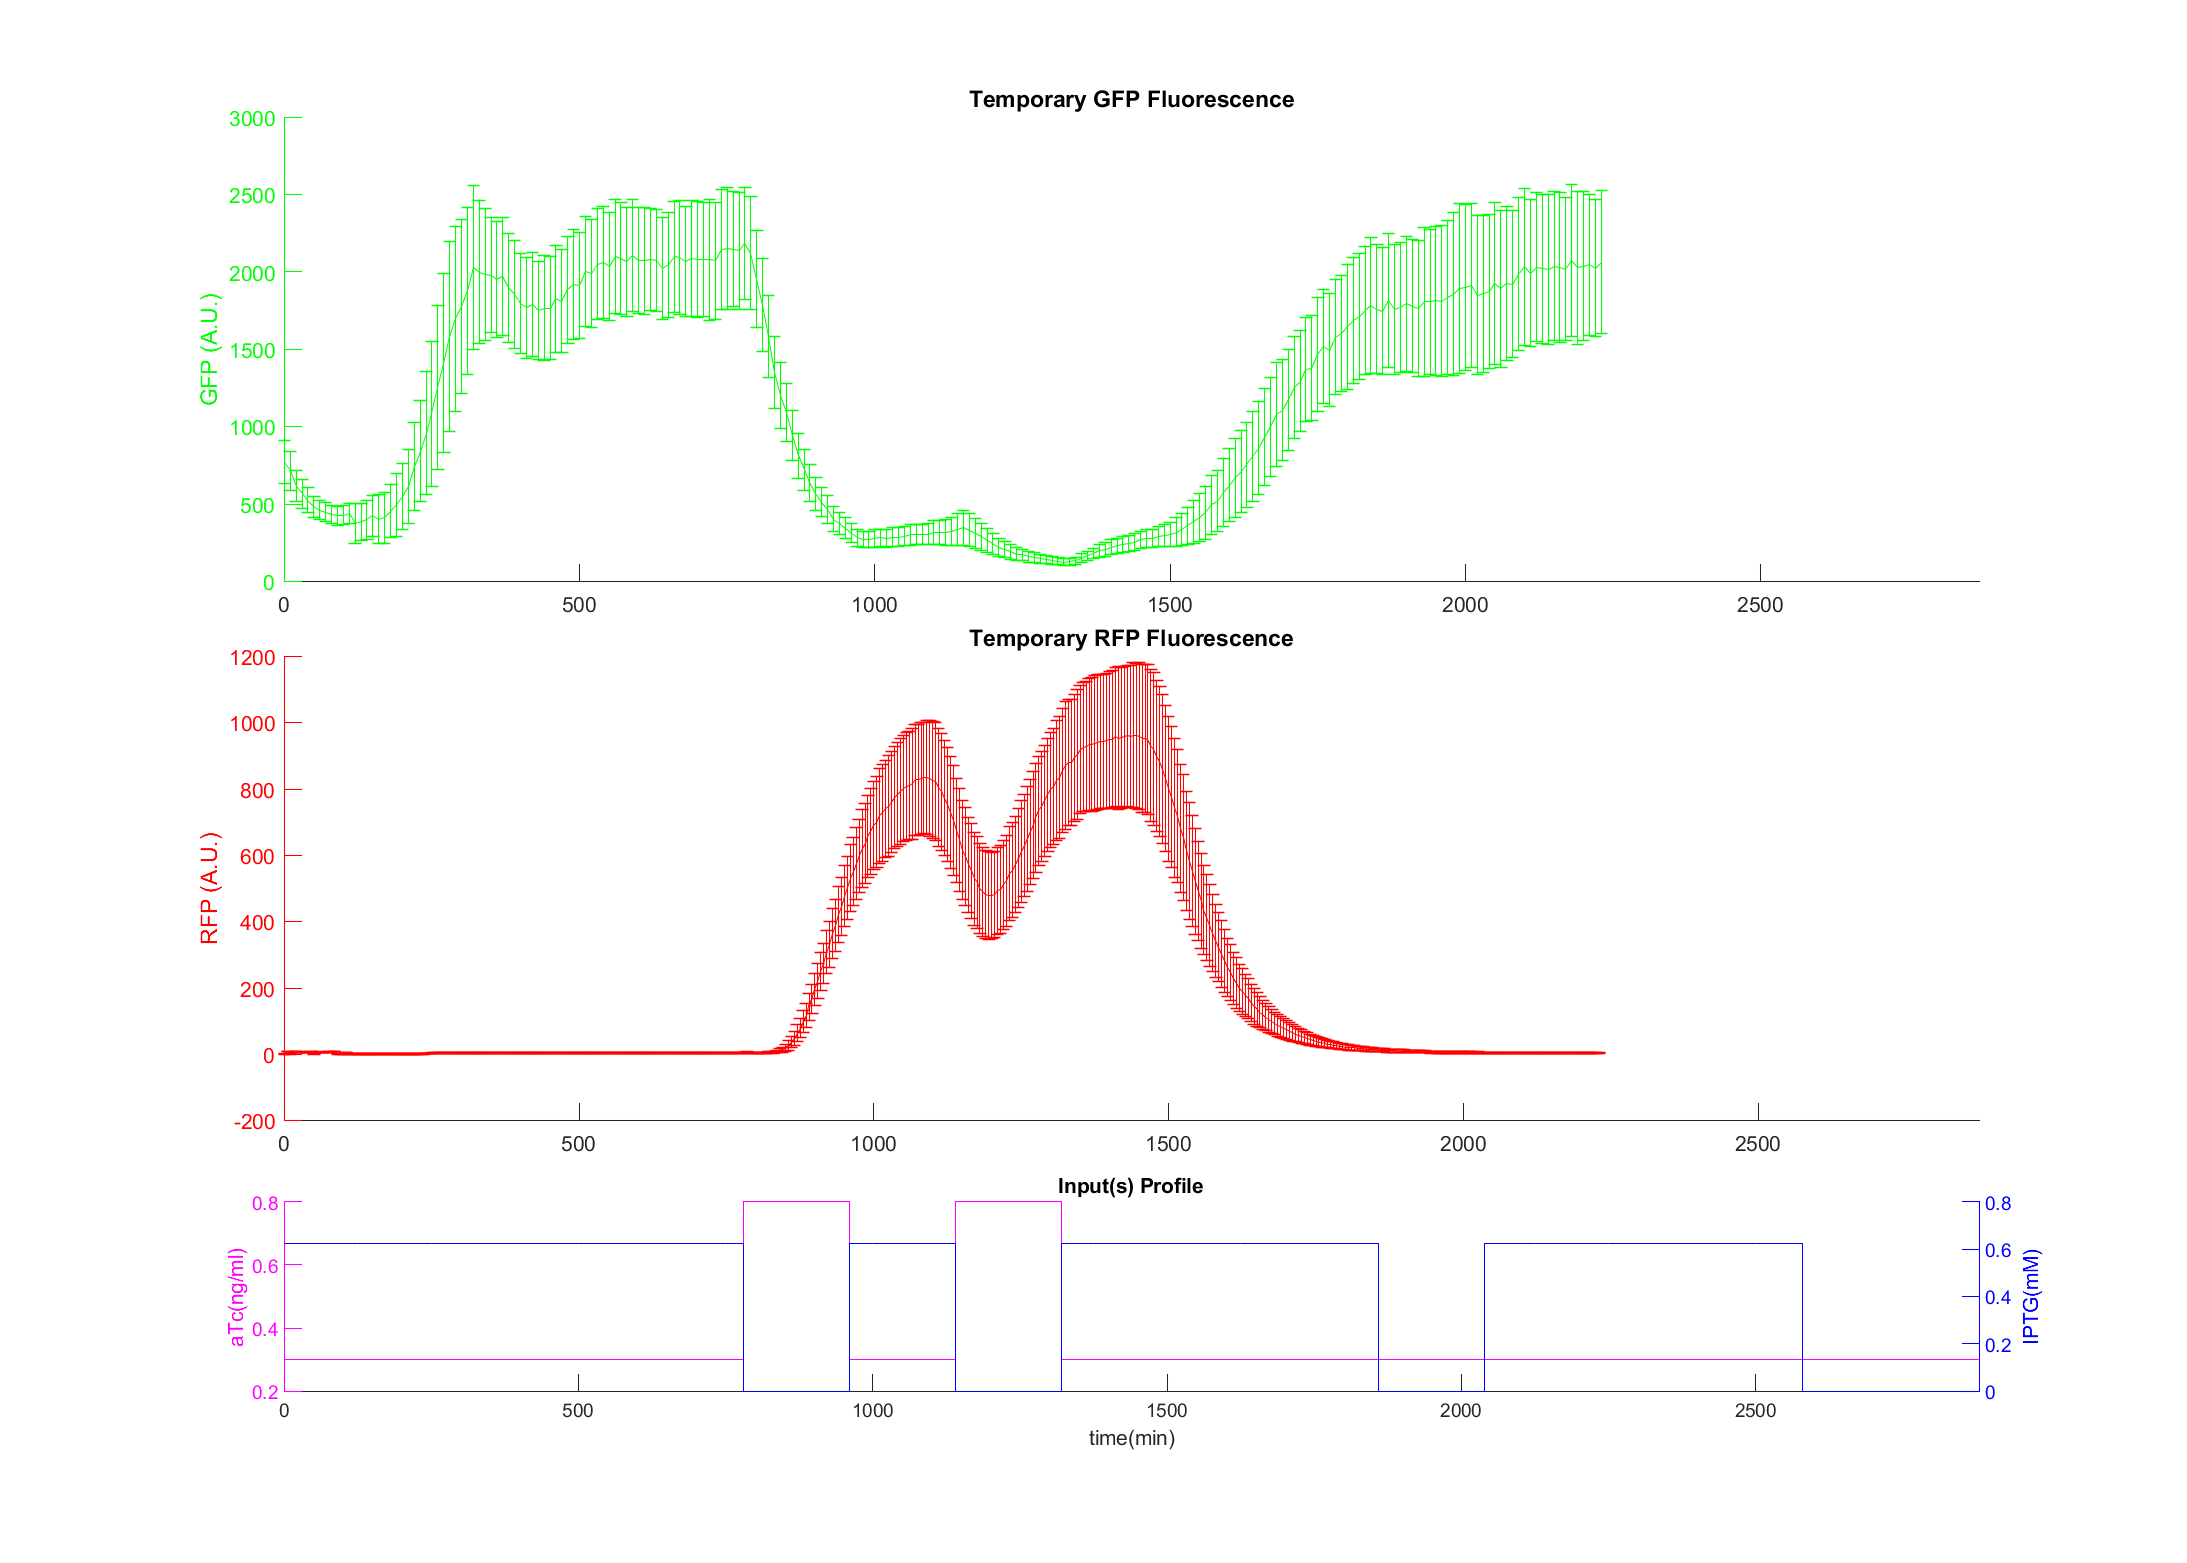 Temporary GFP Fluorescence
3000
2500
2000
1500
1000
500
0
GFP (A.U.)
0 500 1000 1500 2000 2500
Temporary RFP Fluorescence
1200
1000
800
600
400
200
0
-200
RFP (A.U.)
0 500 1000 1500 2000 2500
Input(s) Profile
0.8
0.6
0.4
0.2
aTc(ng/ml)
0.8
0.6
0.4
0.2
0
IPTG(mM)
0 500 1000 1500 2000 2500
time(min)